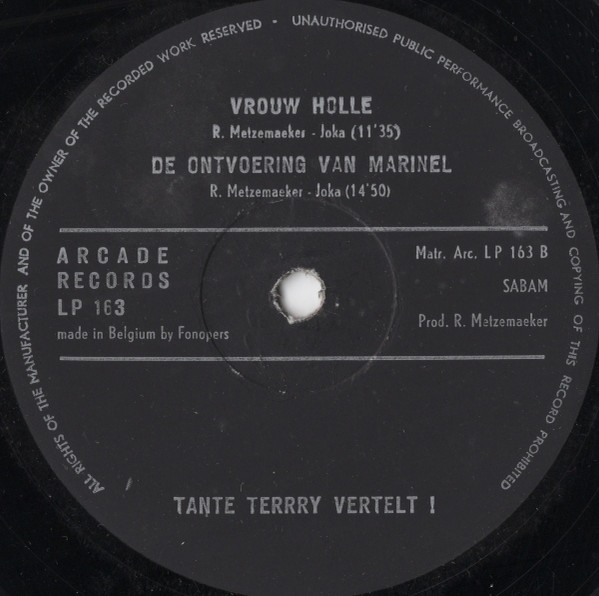 ALL RIGHTS OF THE MANUFACTURER AND OF THE OWNER OF THE RECORDED WORK RESERVED - UNAUTHORISED PUBLIC PERFORMANCE BROADCASTING AND COPYING OF THIS RECORD PROHIBITED
VROUW HOLLE
R. Metzemaeker - Joka (11'35)
DE ONTVOERING VAN MARINEL
R. Metzemaeker - Joka (14'50)
ARCADE
RECORDS
LP 163
made in Belgium by Fonopers
Matr. Arc. LP 163 B
SABAM
Prod. R. Metzemaeker
TANTE TERRRY VERTELT !